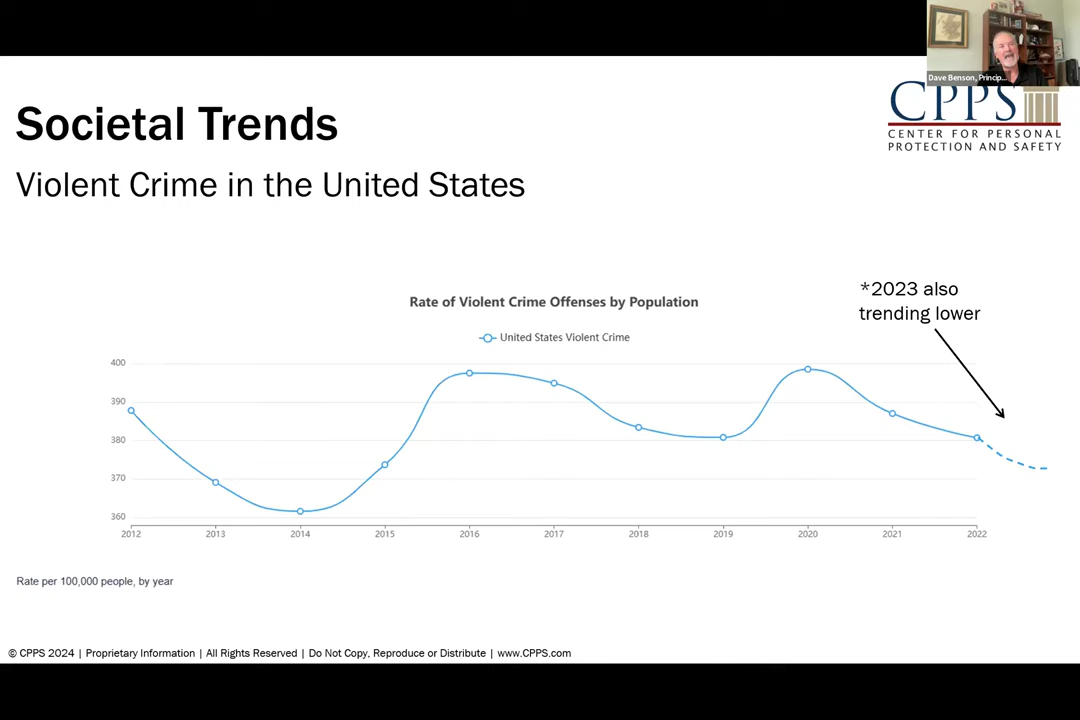 Dave Benson, Princip...
CPPS
CENTER FOR PERSONAL
PROTECTION AND SAFETY
Societal Trends
Violent Crime in the United States
*2023 also
trending lower
Rate of Violent Crime Offenses by Population
United States Violent Crime
400
390
380
370
360
2012 2013 2014 2015 2016 2017 2018 2019 2020 2021 2022
Rate per 100,000 people, by year
© CPPS 2024 | Proprietary Information | All Rights Reserved | Do Not Copy, Reproduce or Distribute | www.CPPS.com